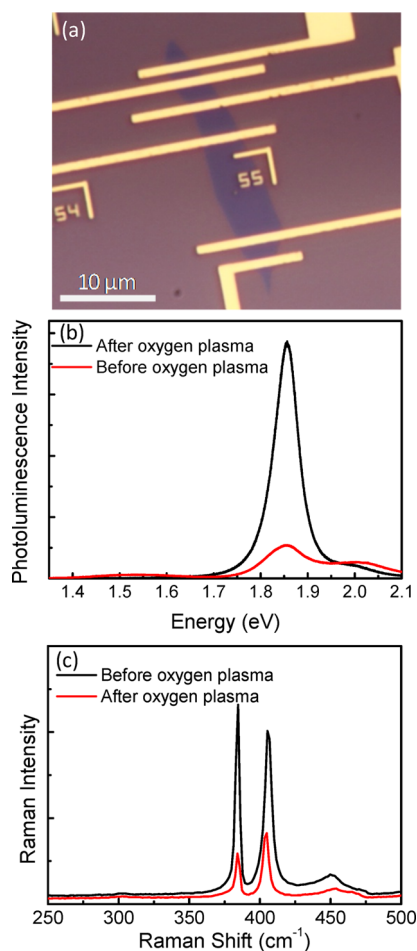 (a)
55
54
10 μm
(b)
After oxygen plasma
Before oxygen plasma
Photoluminescence Intensity
1.4 1.5 1.6 1.7 1.8 1.9 2.0 2.1
Energy (eV)
(c)
Before oxygen plasma
After oxygen plasma
Raman Intensity
250 300 350 400 450 500
Raman Shift (cm⁻¹)